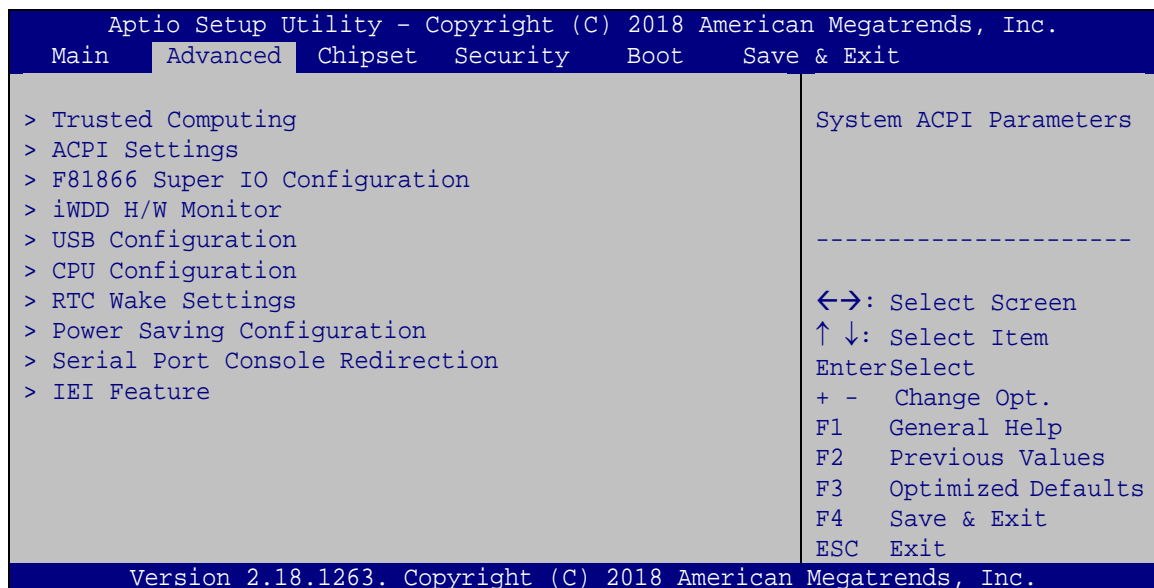 Aptio Setup Utility – Copyright (C) 2018 American Megatrends, Inc.
Main Advanced Chipset Security Boot Save & Exit
> Trusted Computing
> ACPI Settings
> F81866 Super IO Configuration
> iWDD H/W Monitor
> USB Configuration
> CPU Configuration
> RTC Wake Settings
> Power Saving Configuration
> Serial Port Console Redirection
> IEI Feature
System ACPI Parameters
----------------------
←→: Select Screen
↑ ↓: Select Item
EnterSelect
+ - Change Opt.
F1 General Help
F2 Previous Values
F3 Optimized Defaults
F4 Save & Exit
ESC Exit
Version 2.18.1263. Copyright (C) 2018 American Megatrends, Inc.